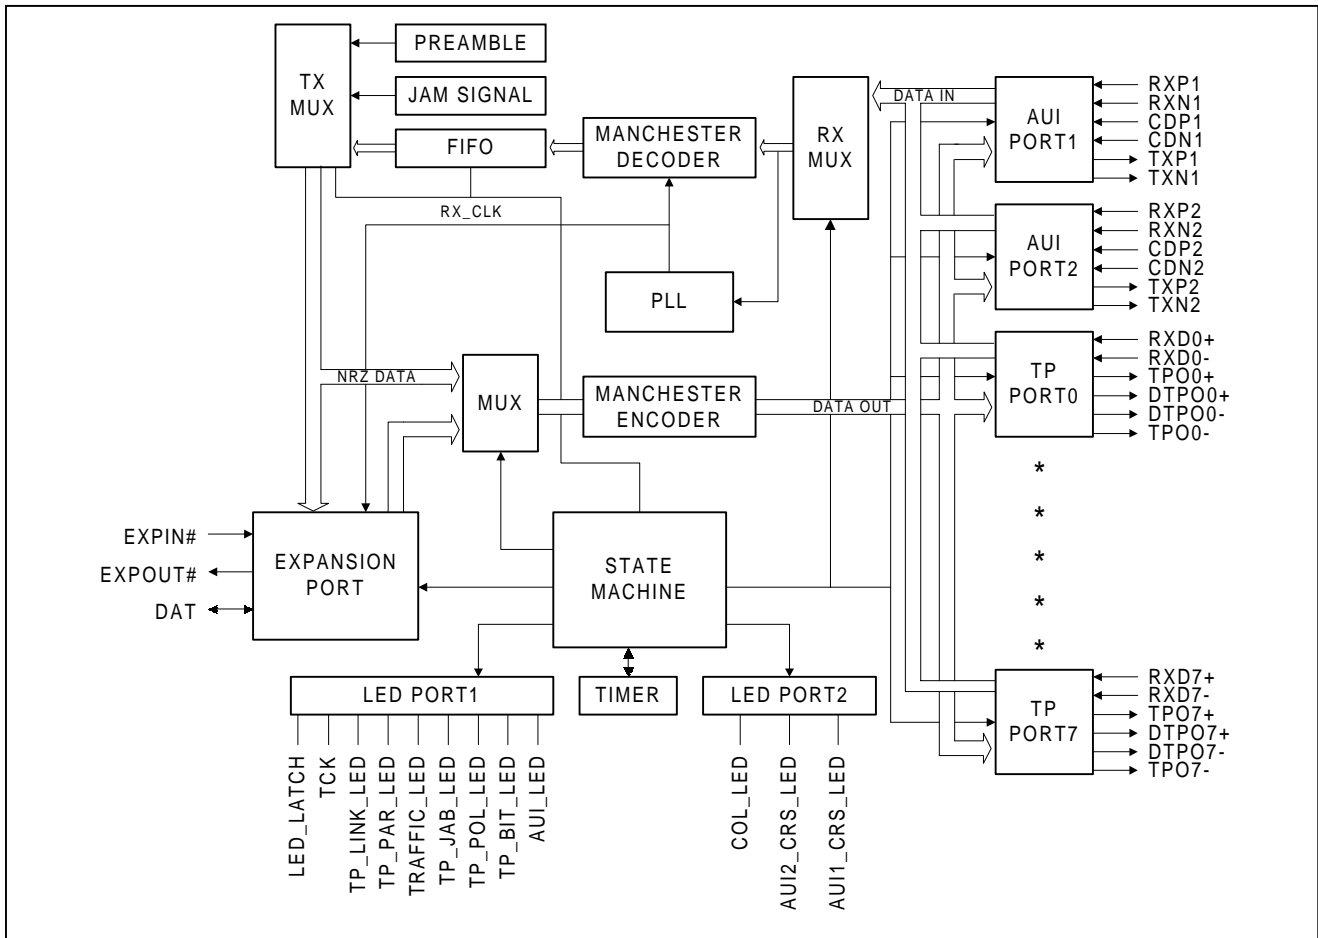 PREAMBLE
TX
MUX
JAM SIGNAL
FIFO
MANCHESTER
DECODER
RX
MUX
DATA IN
AUI
PORT1
RXP1
RXN1
CDP1
CDN1
TXP1
TXN1
RX_CLK
AUI
PORT2
RXP2
RXN2
CDP2
CDN2
TXP2
TXN2
PLL
TP
PORT0
RXD0+
RXD0-
TPO0+
DTPO0+
DTPO0-
TPO0-
NRZ DATA
MUX
MANCHESTER
ENCODER
DATA OUT
*
*
*
*
*
EXPIN#
EXPOUT#
DAT
EXPANSION
PORT
STATE
MACHINE
LED PORT1
TIMER
LED PORT2
TP
PORT7
RXD7+
RXD7-
TPO7+
DTPO7+
DTPO7-
TPO7-
LED_LATCH
TCK
TP_LINK_LED
TP_PAR_LED
TRAFFIC_LED
TP_JAB_LED
TP_POL_LED
TP_BIT_LED
AUI_LED
COL_LED
AUI2_CRS_LED
AUI1_CRS_LED